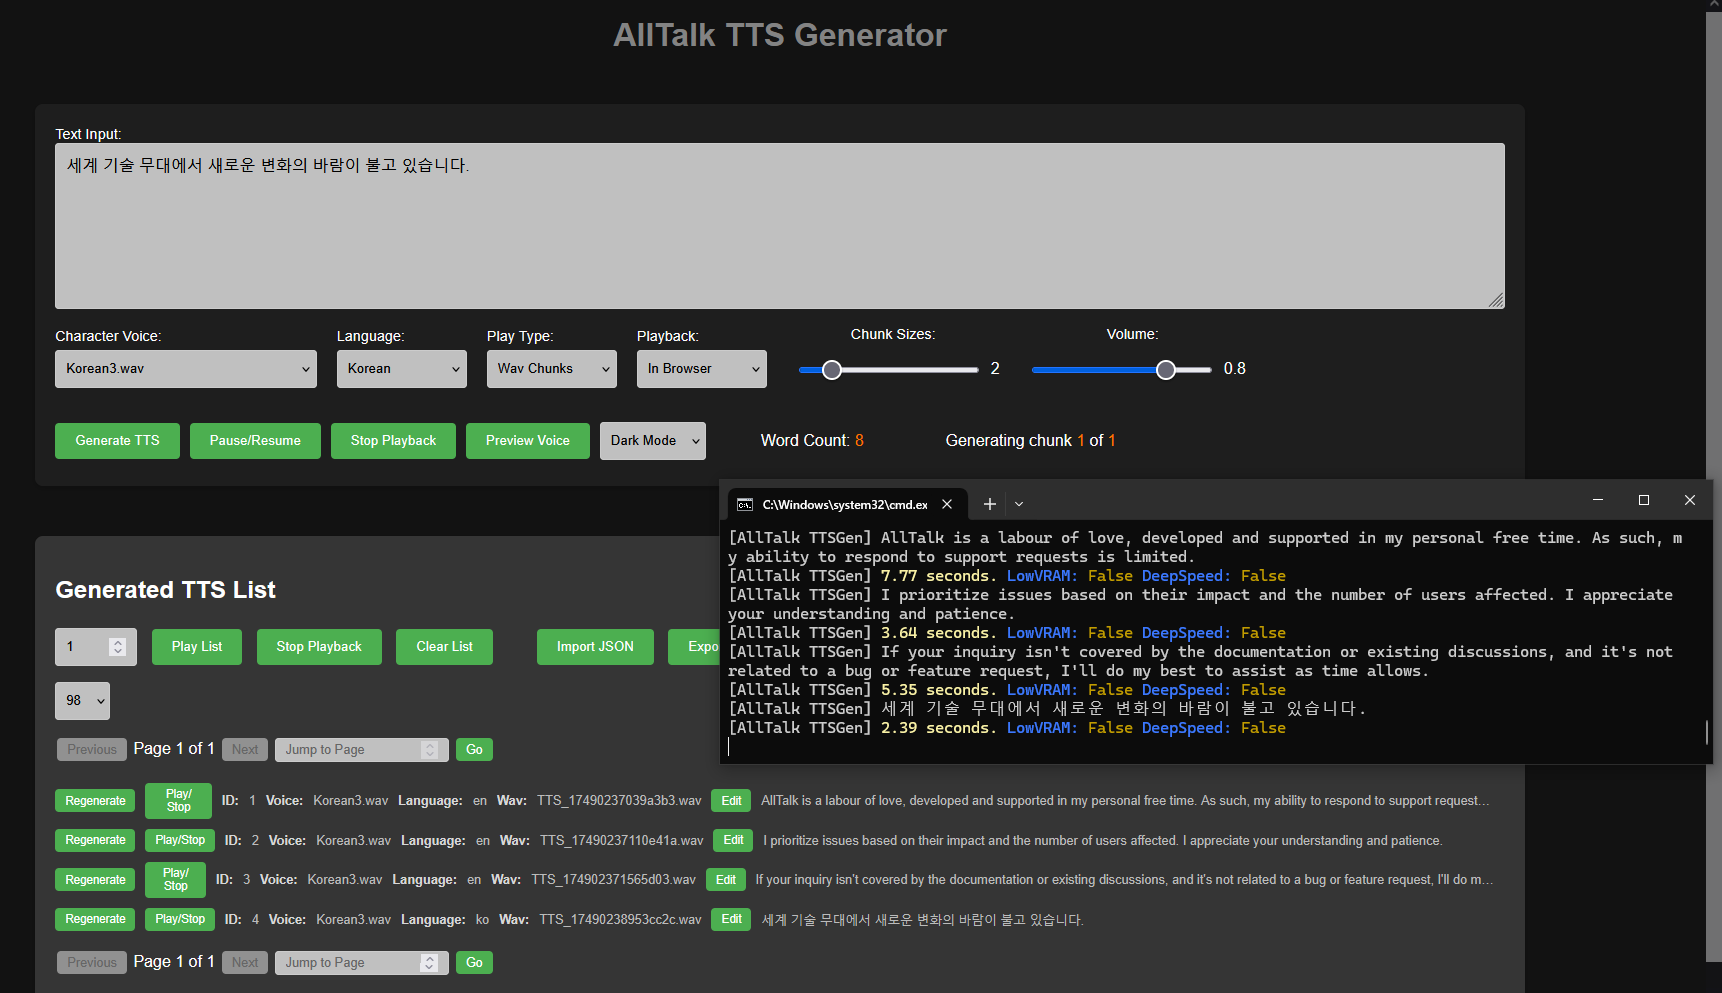 AllTalk TTS Generator
Text Input:
세계 기술 무대에서 새로운 변화의 바람이 불고 있습니다.
Character Voice:
Language:
Play Type:
Playback:
Chunk Sizes:
Volume:
Korean3.wav
Korean
Wav Chunks
In Browser
2
0.8
Generate TTS
Pause/Resume
Stop Playback
Preview Voice
Dark Mode
Word Count: 8
Generating chunk 1 of 1
C:\Windows\system32\cmd.ex
[AllTalk TTSGen] AllTalk is a labour of love, developed and supported in my personal free time. As such, m
y ability to respond to support requests is limited.
[AllTalk TTSGen] 7.77 seconds. LowVRAM: False DeepSpeed: False
[AllTalk TTSGen] I prioritize issues based on their impact and the number of users affected. I appreciate
your understanding and patience.
[AllTalk TTSGen] 3.64 seconds. LowVRAM: False DeepSpeed: False
[AllTalk TTSGen] If your inquiry isn't covered by the documentation or existing discussions, and it's not
related to a bug or feature request, I'll do my best to assist as time allows.
[AllTalk TTSGen] 5.35 seconds. LowVRAM: False DeepSpeed: False
[AllTalk TTSGen] 세계 기술 무대에서 새로운 변화의 바람이 불고 있습니다.
[AllTalk TTSGen] 2.39 seconds. LowVRAM: False DeepSpeed: False
Generated TTS List
1
Play List
Stop Playback
Clear List
Import JSON
Expo
98
Previous Page 1 of 1 Next Jump to Page Go
Regenerate Play/Stop ID: 1 Voice: Korean3.wav Language: en Wav: TTS_17490237039a3b3.wav Edit AllTalk is a labour of love, developed and supported in my personal free time. As such, my ability to respond to support request...
Regenerate Play/Stop ID: 2 Voice: Korean3.wav Language: en Wav: TTS_17490237110e41a.wav Edit I prioritize issues based on their impact and the number of users affected. I appreciate your understanding and patience.
Regenerate Play/Stop ID: 3 Voice: Korean3.wav Language: en Wav: TTS_174902371565d03.wav Edit If your inquiry isn't covered by the documentation or existing discussions, and it's not related to a bug or feature request, I'll do m...
Regenerate Play/Stop ID: 4 Voice: Korean3.wav Language: ko Wav: TTS_17490238953cc2c.wav Edit 세계 기술 무대에서 새로운 변화의 바람이 불고 있습니다.
Previous Page 1 of 1 Next Jump to Page Go